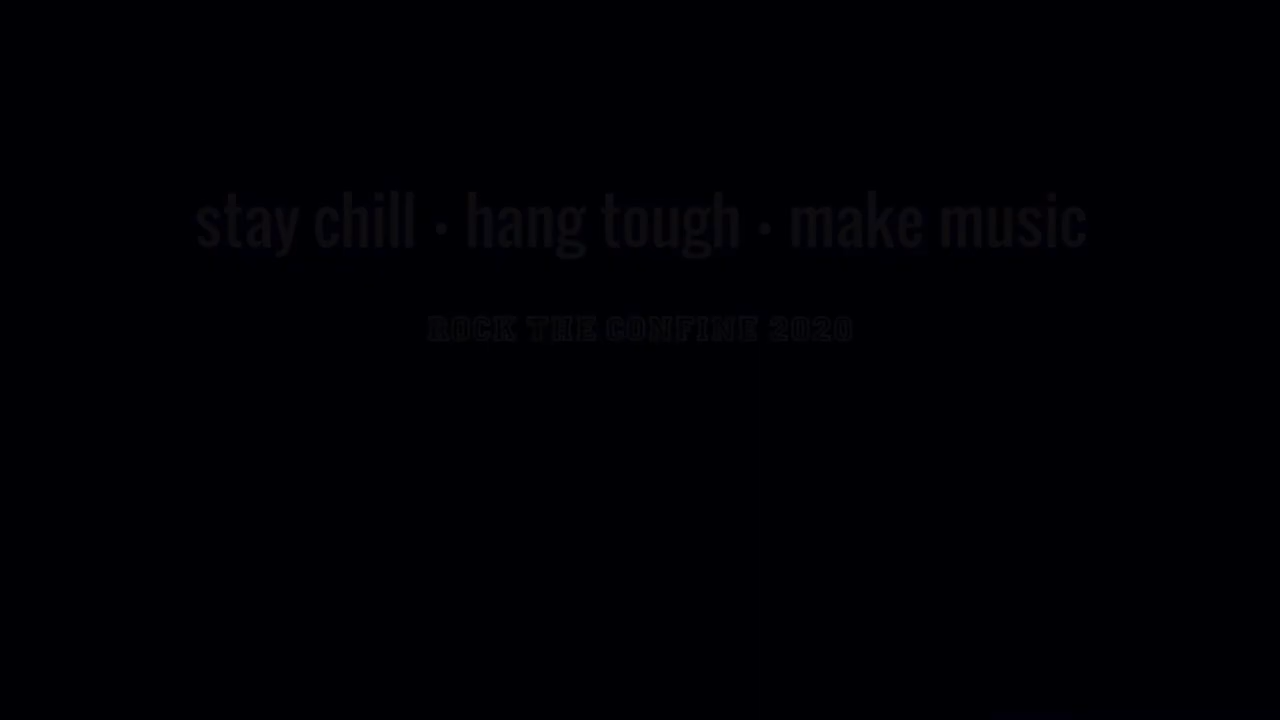 stay chill • hang tough • make music
ROCK THE CONFINE 2020